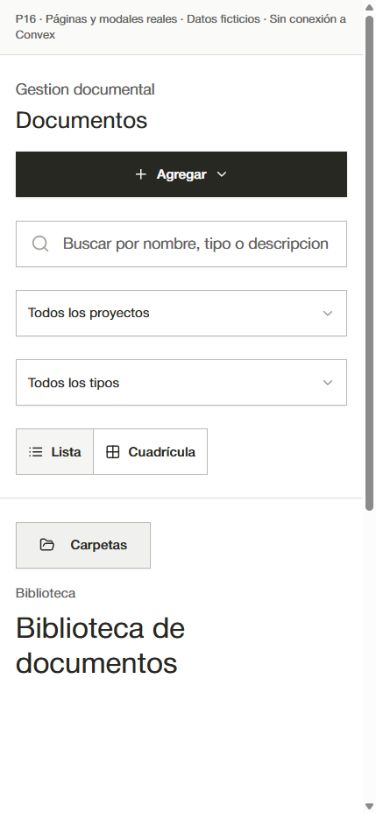 P16 · Páginas y modales reales · Datos ficticios · Sin conexión a
Convex
Gestion documental
Documentos
Agregar
Buscar por nombre, tipo o descripcion
Todos los proyectos
Todos los tipos
Lista
Cuadrícula
Carpetas
Biblioteca
Biblioteca de
documentos